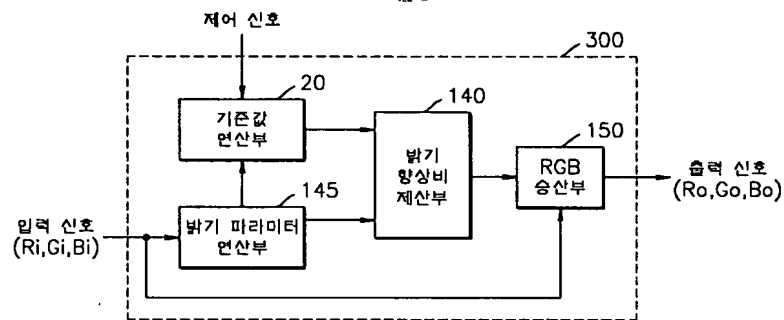 제어 신호
300
20
기준값
연산부
140
밝기
향상비
제산부
150
RGB
승산부
출력 신호
(Ro,Go,Bo)
145
밝기 파라미터
연산부
입력 신호
(Ri,Gi,Bi)